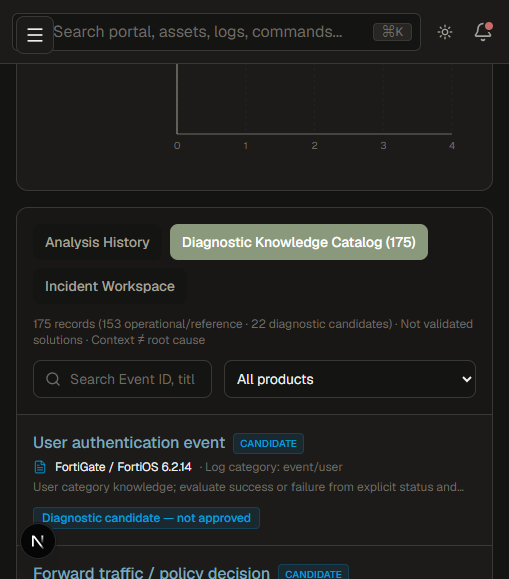 Search portal, assets, logs, commands... ⌘K
0 1 2 3 4
Analysis History Diagnostic Knowledge Catalog (175)
Incident Workspace
175 records (153 operational/reference · 22 diagnostic candidates) · Not validated
solutions · Context ≠ root cause
Search Event ID, titl All products
User authentication event CANDIDATE
FortiGate / FortiOS 6.2.14 · Log category: event/user
User category knowledge; evaluate success or failure from explicit status and...
Diagnostic candidate — not approved
N
Forward traffic / policy decision CANDIDATE